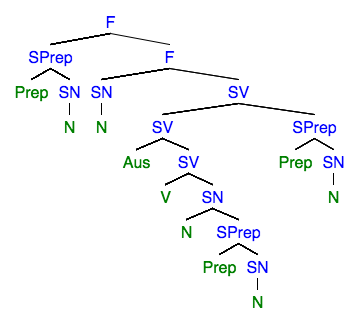 F
SPrep F
Prep SN SN SV
N N SV SPrep
Aus SV Prep SN
V SN N
N SPrep
Prep SN
N